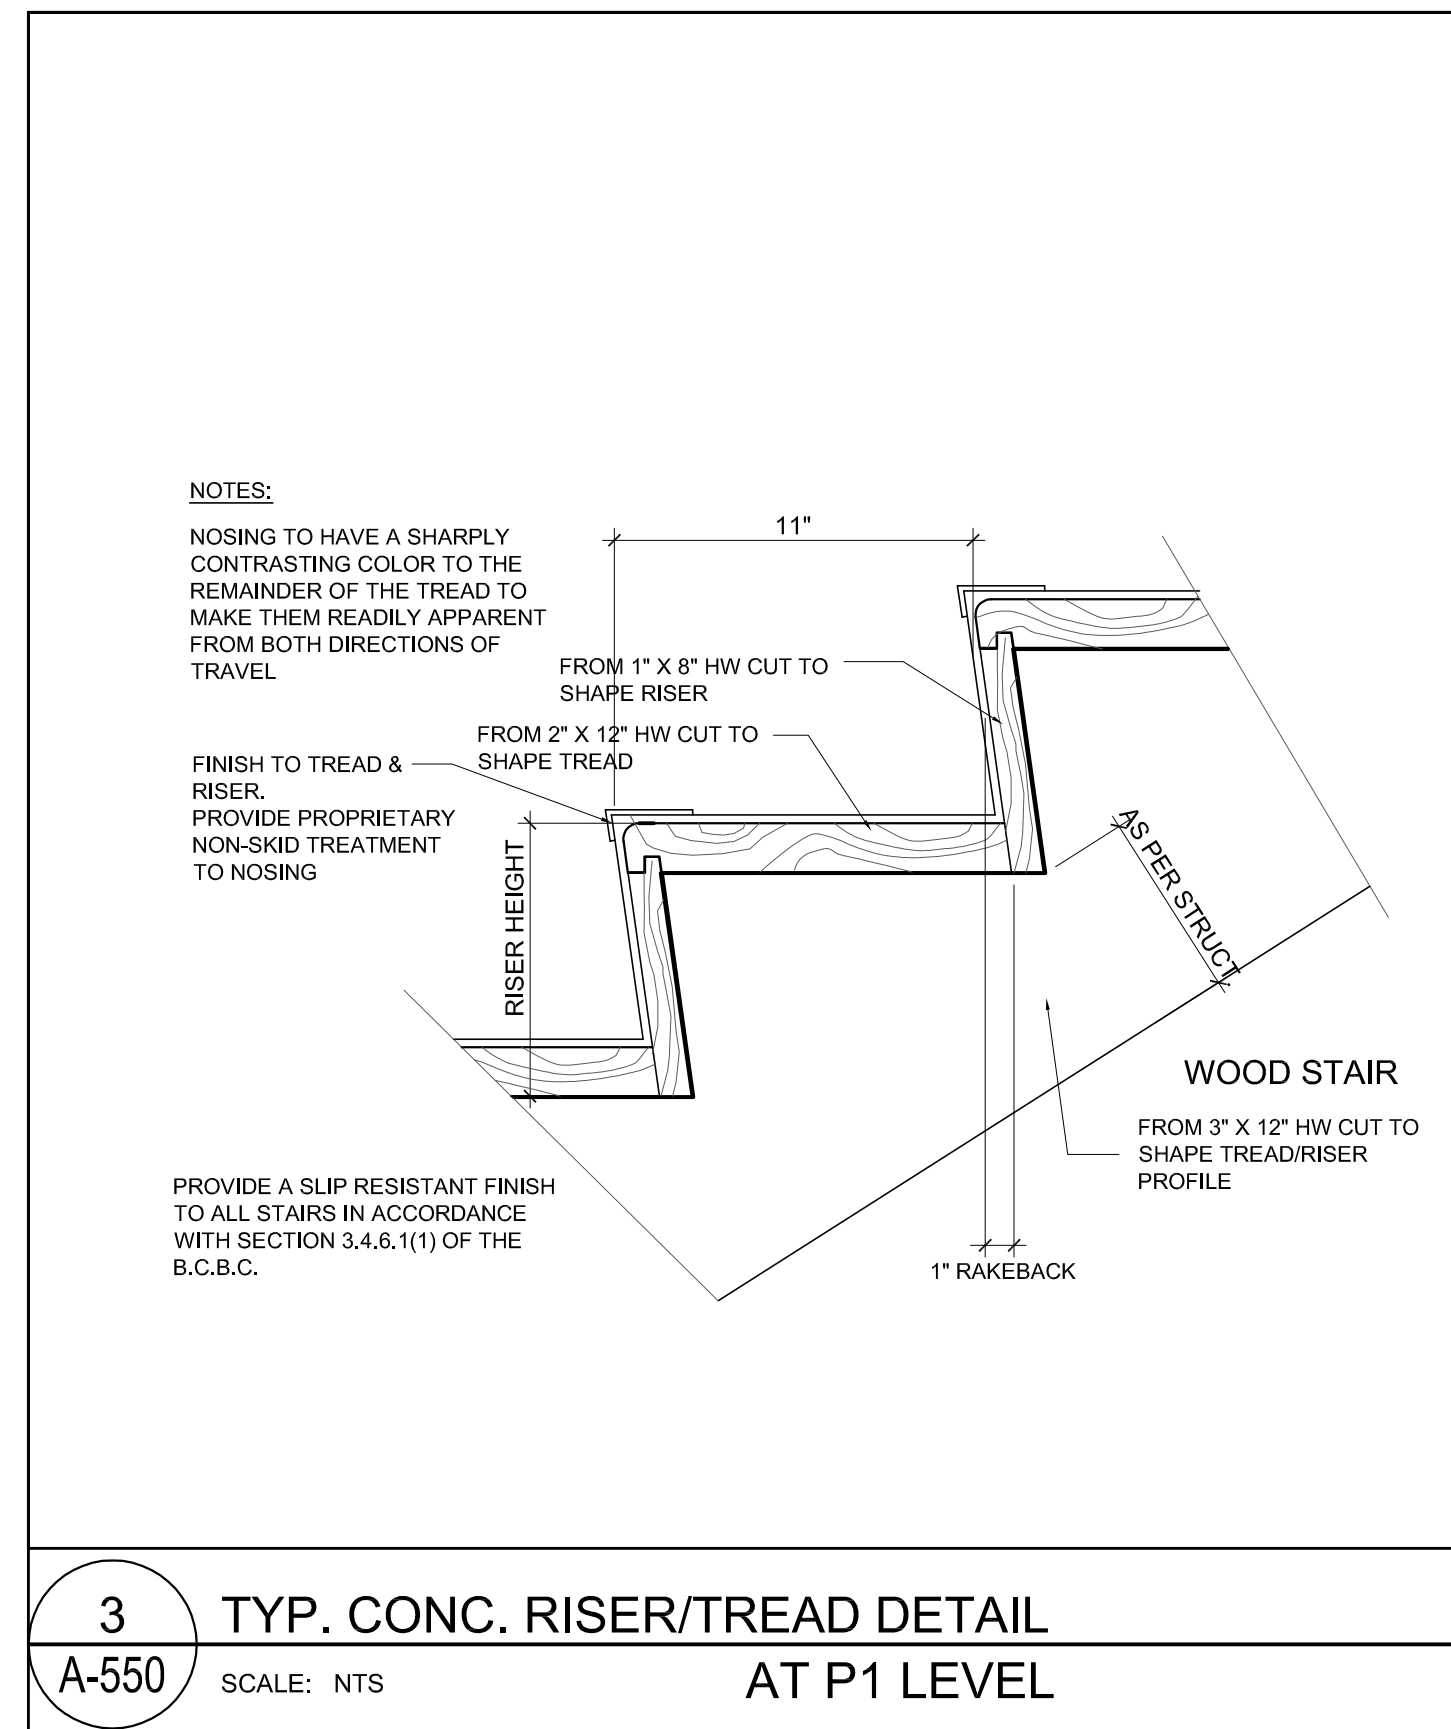 NOTES:
NOSING TO HAVE A SHARPLY
CONTRASTING COLOR TO THE
REMAINDER OF THE TREAD TO
MAKE THEM READILY APPARENT
FROM BOTH DIRECTIONS OF
TRAVEL
11"
FROM 1" X 8" HW CUT TO
SHAPE RISER
FROM 2" X 12" HW CUT TO
SHAPE TREAD
FINISH TO TREAD &
RISER.
PROVIDE PROPRIETARY
NON-SKID TREATMENT
TO NOSING
RISER HEIGHT
AS PER STRUCT.
WOOD STAIR
FROM 3" X 12" HW CUT TO
SHAPE TREAD/RISER
PROFILE
PROVIDE A SLIP RESISTANT FINISH
TO ALL STAIRS IN ACCORDANCE
WITH SECTION 3.4.6.1(1) OF THE
B.C.B.C.
1" RAKEBACK
3
TYP. CONC. RISER/TREAD DETAIL
A-550
SCALE: NTS
AT P1 LEVEL